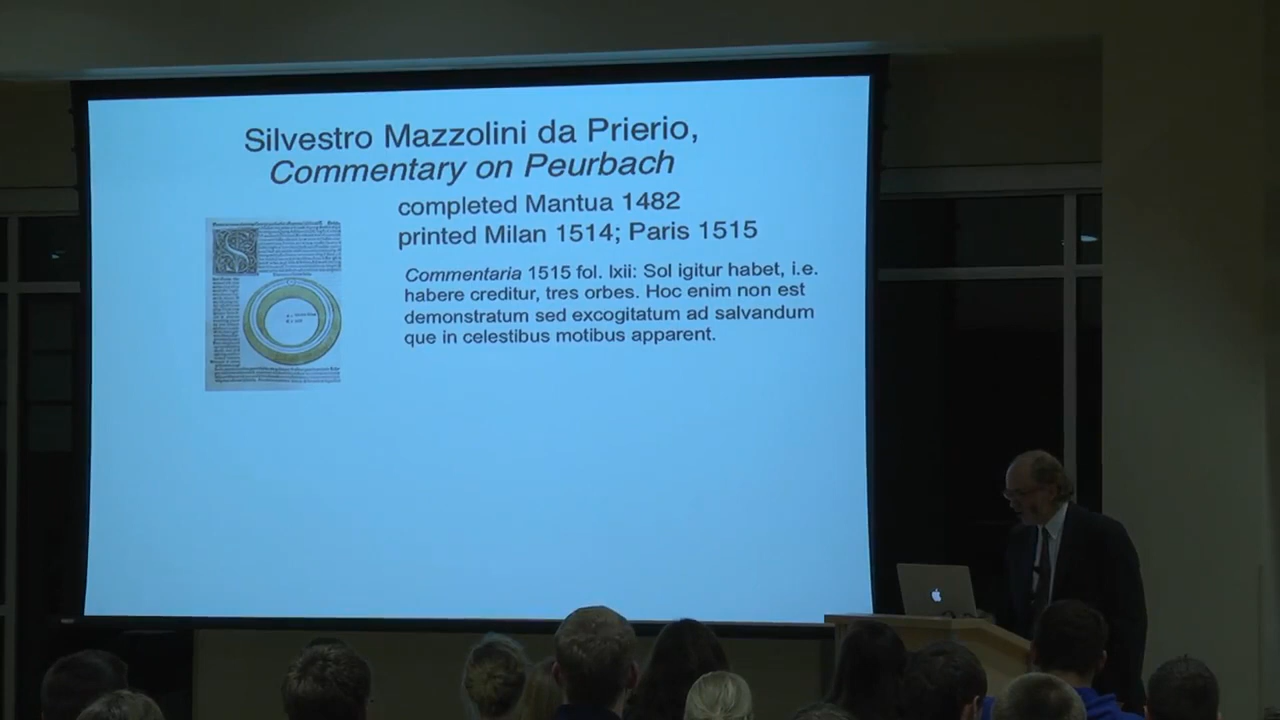 Silvestro Mazzolini da Prierio,
Commentary on Peurbach
completed Mantua 1482
printed Milan 1514; Paris 1515
Commentaria 1515 fol. lxii: Sol igitur habet, i.e.
habere creditur, tres orbes. Hoc enim non est
demonstratum sed excogitatum ad salvandum
que in celestibus motibus apparent.
S